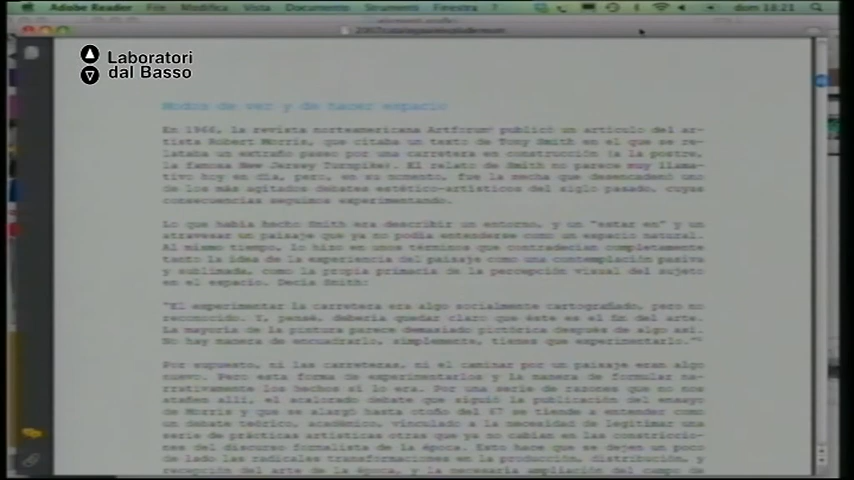 Adobe Reader File Modifica Vista Documento Strumenti Finestra ? dom 18:21
Laboratori
dal Basso
Modos de ver y de hacer espacio
En 1966, la revista norteamericana Artforum publicó un artículo del ar-
tista Robert Morris, que citaba un texto de Tony Smith en el que se re-
lataba un extraño paseo por una carretera en construcción (a la postre,
la famosa New Jersey Turnpike). El relato de Smith no parece muy llama-
tivo hoy en día, pero, en su momento, fue la mecha que desencadenó uno
de los más agitados debates estético-artísticos del siglo pasado, cuyas
consecuencias seguimos experimentando.
Lo que había hecho Smith era describir un entorno, y un "estar en" y un
atravesar un paisaje que ya no podía entenderse como un espacio natural.
Al mismo tiempo, lo hizo en unos términos que contradecían completamente
tanto la idea de la experiencia del paisaje como una contemplación pasiva
y sublimada, como la propia primacía de la percepción visual del sujeto
en el espacio. Decía Smith:
"El experimentar la carretera era algo socialmente cartografiado, pero no
reconocido. Y, pensé, debería quedar claro que éste es el fin del arte.
La mayoría de la pintura parece demasiado pictórica después de algo así.
No hay manera de encuadrarlo, simplemente, tienes que experimentarlo."
Por supuesto, ni las carreteras, ni el caminar por un paisaje eran algo
nuevo. Pero esta forma de experimentarlos y la manera de formular na-
rrativamente los hechos sí lo era. Por una serie de razones que no nos
atañen allí, el acalorado debate que siguió la publicación del ensayo
de Morris y que se alargó hasta otoño del 67 se tiende a entender como
un debate teórico, académico, vinculado a la necesidad de legitimar una
serie de prácticas artísticas otras que ya no cabían en las constriccio-
nes del discurso formalista de la época. Esto hace que se dejen un poco
de lado las radicales transformaciones en la producción, distribución, y
recepción del arte de la época, y la necesaria ampliación del campo de